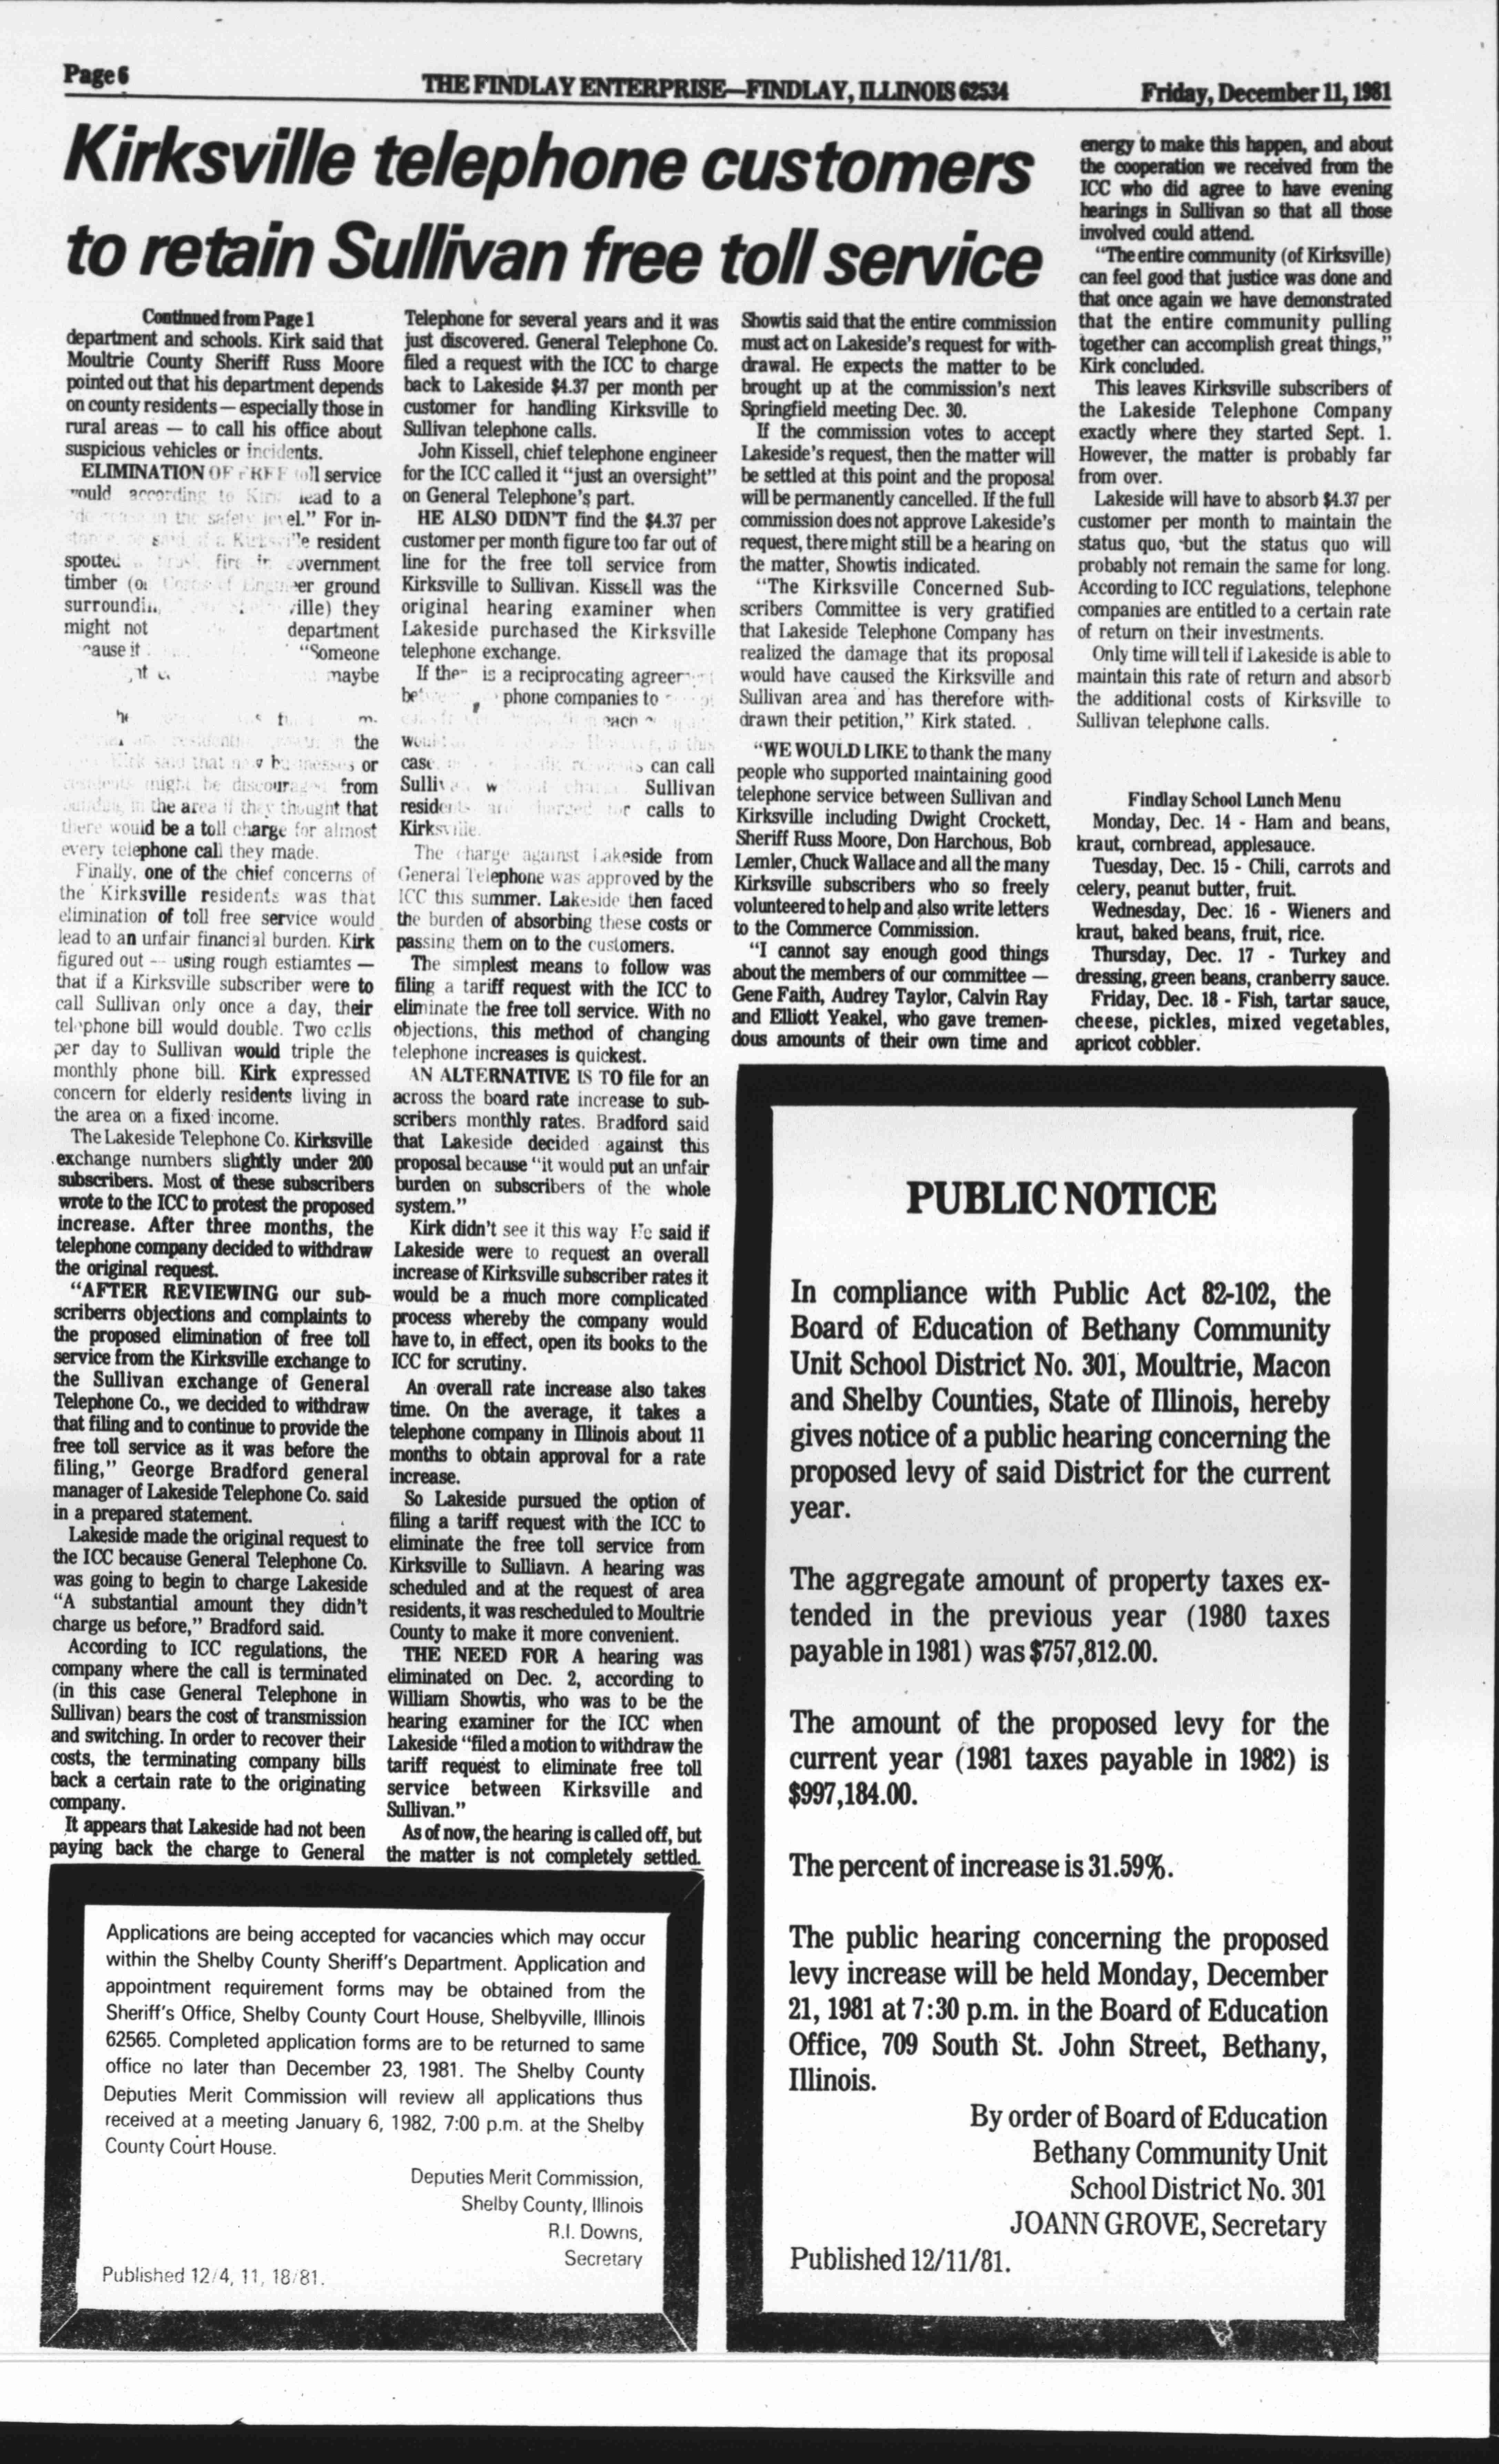 Page 6
THE FINDLAY ENTERPRISE—FINDLAY, ILLINOIS 62534
Friday, December 11, 1981
Kirksville telephone customers
to retain Sullivan free toll service
Continued from Page 1
department and schools. Kirk said that
Moultrie County Sheriff Russ Moore
pointed out that his department depends
on county residents — especially those in
rural areas — to call his office about
suspicious vehicles or incidents.
ELIMINATION OF FREE toll service
would according to Kirk lead to a
in the safety level." For in-
said if a Kirksville resident
spotted a brush fire in government
timber (or Corps of Engineer ground
ville) they
might not department
"Someone
maybe
the
Kirk said that new businesses or
residents might be discouraged from
in the area if they thought that
there would be a toll charge for almost
every telephone call they made.
Finally, one of the chief concerns of
the Kirksville residents was that
elimination of toll free service would
lead to an unfair financial burden. Kirk
figured out — using rough estiamtes —
that if a Kirksville subscriber were to
call Sullivan only once a day, their
telephone bill would double. Two calls
per day to Sullivan would triple the
monthly phone bill. Kirk expressed
concern for elderly residents living in
the area on a fixed income.
The Lakeside Telephone Co. Kirksville
exchange numbers slightly under 200
subscribers. Most of these subscribers
wrote to the ICC to protest the proposed
increase. After three months, the
telephone company decided to withdraw
the original request.
"AFTER REVIEWING our sub-
scriberrs objections and complaints to
the proposed elimination of free toll
service from the Kirksville exchange to
the Sullivan exchange of General
Telephone Co., we decided to withdraw
that filing and to continue to provide the
free toll service as it was before the
filing," George Bradford general
manager of Lakeside Telephone Co. said
in a prepared statement.
Lakeside made the original request to
the ICC because General Telephone Co.
was going to begin to charge Lakeside
"A substantial amount they didn't
charge us before," Bradford said.
According to ICC regulations, the
company where the call is terminated
(in this case General Telephone in
Sullivan) bears the cost of transmission
and switching. In order to recover their
costs, the terminating company bills
back a certain rate to the originating
company.
It appears that Lakeside had not been
paying back the charge to General
Telephone for several years and it was
just discovered. General Telephone Co.
filed a request with the ICC to charge
back to Lakeside $4.37 per month per
customer for handling Kirksville to
Sullivan telephone calls.
John Kissell, chief telephone engineer
for the ICC called it "just an oversight"
on General Telephone's part.
HE ALSO DIDN'T find the $4.37 per
customer per month figure too far out of
line for the free toll service from
Kirksville to Sullivan. Kissell was the
original hearing examiner when
Lakeside purchased the Kirksville
telephone exchange.
If there is a reciprocating agreement
phone companies to
each
However, in this
case, can call
Sullivan Sullivan
residents are charged for calls to
Kirksville.
The charge against Lakeside from
General Telephone was approved by the
ICC this summer. Lakeside then faced
the burden of absorbing these costs or
passing them on to the customers.
The simplest means to follow was
filing a tariff request with the ICC to
eliminate the free toll service. With no
objections, this method of changing
telephone increases is quickest.
AN ALTERNATIVE IS TO file for an
across the board rate increase to sub-
scribers monthly rates. Bradford said
that Lakeside decided against this
proposal because "it would put an unfair
burden on subscribers of the whole
system."
Kirk didn't see it this way He said if
Lakeside were to request an overall
increase of Kirksville subscriber rates it
would be a much more complicated
process whereby the company would
have to, in effect, open its books to the
ICC for scrutiny.
An overall rate increase also takes
time. On the average, it takes a
telephone company in Illinois about 11
months to obtain approval for a rate
increase.
So Lakeside pursued the option of
filing a tariff request with the ICC to
eliminate the free toll service from
Kirksville to Sulliavn. A hearing was
scheduled and at the request of area
residents, it was rescheduled to Moultrie
County to make it more convenient.
THE NEED FOR A hearing was
eliminated on Dec. 2, according to
William Showtis, who was to be the
hearing examiner for the ICC when
Lakeside "filed a motion to withdraw the
tariff request to eliminate free toll
service between Kirksville and
Sullivan."
As of now, the hearing is called off, but
the matter is not completely settled.
Showtis said that the entire commission
must act on Lakeside's request for with-
drawal. He expects the matter to be
brought up at the commission's next
Springfield meeting Dec. 30.
If the commission votes to accept
Lakeside's request, then the matter will
be settled at this point and the proposal
will be permanently cancelled. If the full
commission does not approve Lakeside's
request, there might still be a hearing on
the matter, Showtis indicated.
"The Kirksville Concerned Sub-
scribers Committee is very gratified
that Lakeside Telephone Company has
realized the damage that its proposal
would have caused the Kirksville and
Sullivan area and has therefore with-
drawn their petition," Kirk stated.
"WE WOULD LIKE to thank the many
people who supported maintaining good
telephone service between Sullivan and
Kirksville including Dwight Crockett,
Sheriff Russ Moore, Don Harchous, Bob
Lemler, Chuck Wallace and all the many
Kirksville subscribers who so freely
volunteered to help and also write letters
to the Commerce Commission.
"I cannot say enough good things
about the members of our committee —
Gene Faith, Audrey Taylor, Calvin Ray
and Elliott Yeakel, who gave tremen-
dous amounts of their own time and
energy to make this happen, and about
the cooperation we received from the
ICC who did agree to have evening
hearings in Sullivan so that all those
involved could attend.
"The entire community (of Kirksville)
can feel good that justice was done and
that once again we have demonstrated
that the entire community pulling
together can accomplish great things,"
Kirk concluded.
This leaves Kirksville subscribers of
the Lakeside Telephone Company
exactly where they started Sept. 1.
However, the matter is probably far
from over.
Lakeside will have to absorb $4.37 per
customer per month to maintain the
status quo, but the status quo will
probably not remain the same for long.
According to ICC regulations, telephone
companies are entitled to a certain rate
of return on their investments.
Only time will tell if Lakeside is able to
maintain this rate of return and absorb
the additional costs of Kirksville to
Sullivan telephone calls.
Findlay School Lunch Menu
Monday, Dec. 14 - Ham and beans,
kraut, cornbread, applesauce.
Tuesday, Dec. 15 - Chili, carrots and
celery, peanut butter, fruit.
Wednesday, Dec. 16 - Wieners and
kraut, baked beans, fruit, rice.
Thursday, Dec. 17 - Turkey and
dressing, green beans, cranberry sauce.
Friday, Dec. 18 - Fish, tartar sauce,
cheese, pickles, mixed vegetables,
apricot cobbler.
Applications are being accepted for vacancies which may occur
within the Shelby County Sheriff's Department. Application and
appointment requirement forms may be obtained from the
Sheriff's Office, Shelby County Court House, Shelbyville, Illinois
62565. Completed application forms are to be returned to same
office no later than December 23, 1981. The Shelby County
Deputies Merit Commission will review all applications thus
received at a meeting January 6, 1982, 7:00 p.m. at the Shelby
County Court House.
Deputies Merit Commission,
Shelby County, Illinois
R.I. Downs,
Secretary
Published 12/4, 11, 18/81.
PUBLIC NOTICE
In compliance with Public Act 82-102, the
Board of Education of Bethany Community
Unit School District No. 301, Moultrie, Macon
and Shelby Counties, State of Illinois, hereby
gives notice of a public hearing concerning the
proposed levy of said District for the current
year.
The aggregate amount of property taxes ex-
tended in the previous year (1980 taxes
payable in 1981) was $757,812.00.
The amount of the proposed levy for the
current year (1981 taxes payable in 1982) is
$997,184.00.
The percent of increase is 31.59%.
The public hearing concerning the proposed
levy increase will be held Monday, December
21, 1981 at 7:30 p.m. in the Board of Education
Office, 709 South St. John Street, Bethany,
Illinois.
By order of Board of Education
Bethany Community Unit
School District No. 301
JOANN GROVE, Secretary
Published 12/11/81.